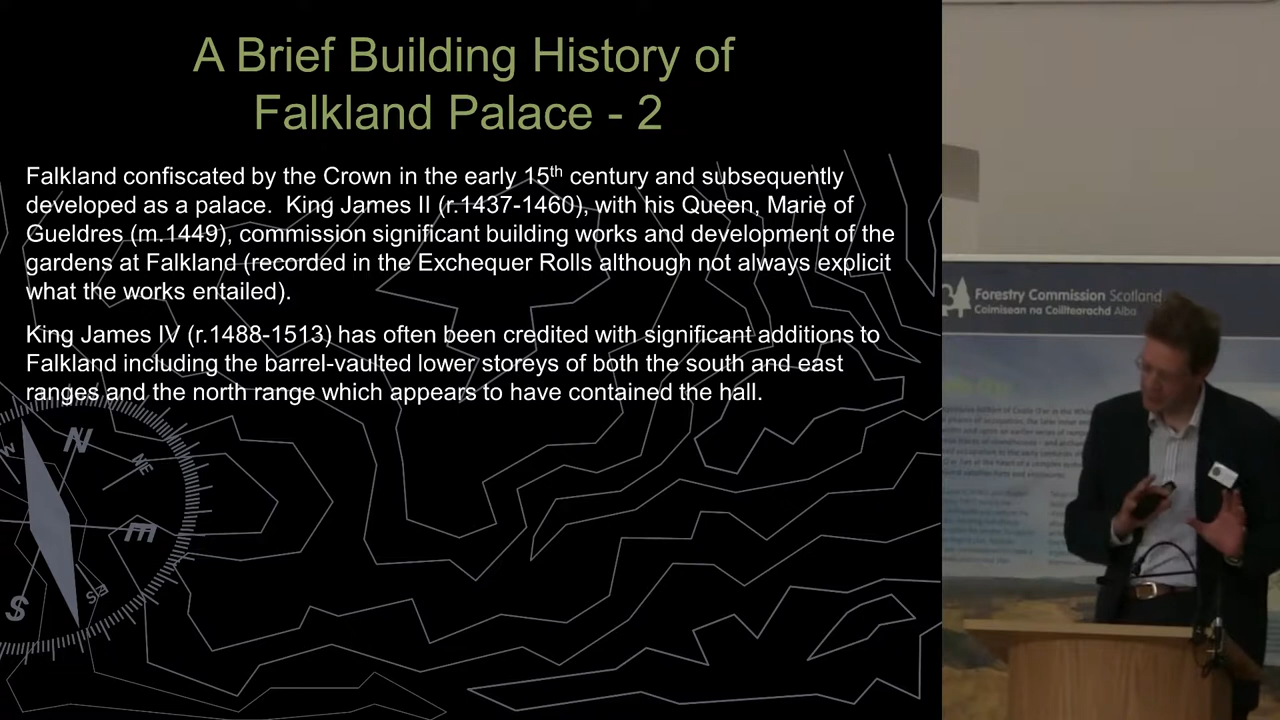 A Brief Building History of
Falkland Palace - 2
Falkland confiscated by the Crown in the early 15th century and subsequently
developed as a palace. King James II (r.1437-1460), with his Queen, Marie of
Gueldres (m.1449), commission significant building works and development of the
gardens at Falkland (recorded in the Exchequer Rolls although not always explicit
what the works entailed).
King James IV (r.1488-1513) has often been credited with significant additions to
Falkland including the barrel-vaulted lower storeys of both the south and east
ranges and the north range which appears to have contained the hall.
W
N
NE
E
SE
S
Forestry Commission Scotland
Coimisean na Coilltearachd Alba